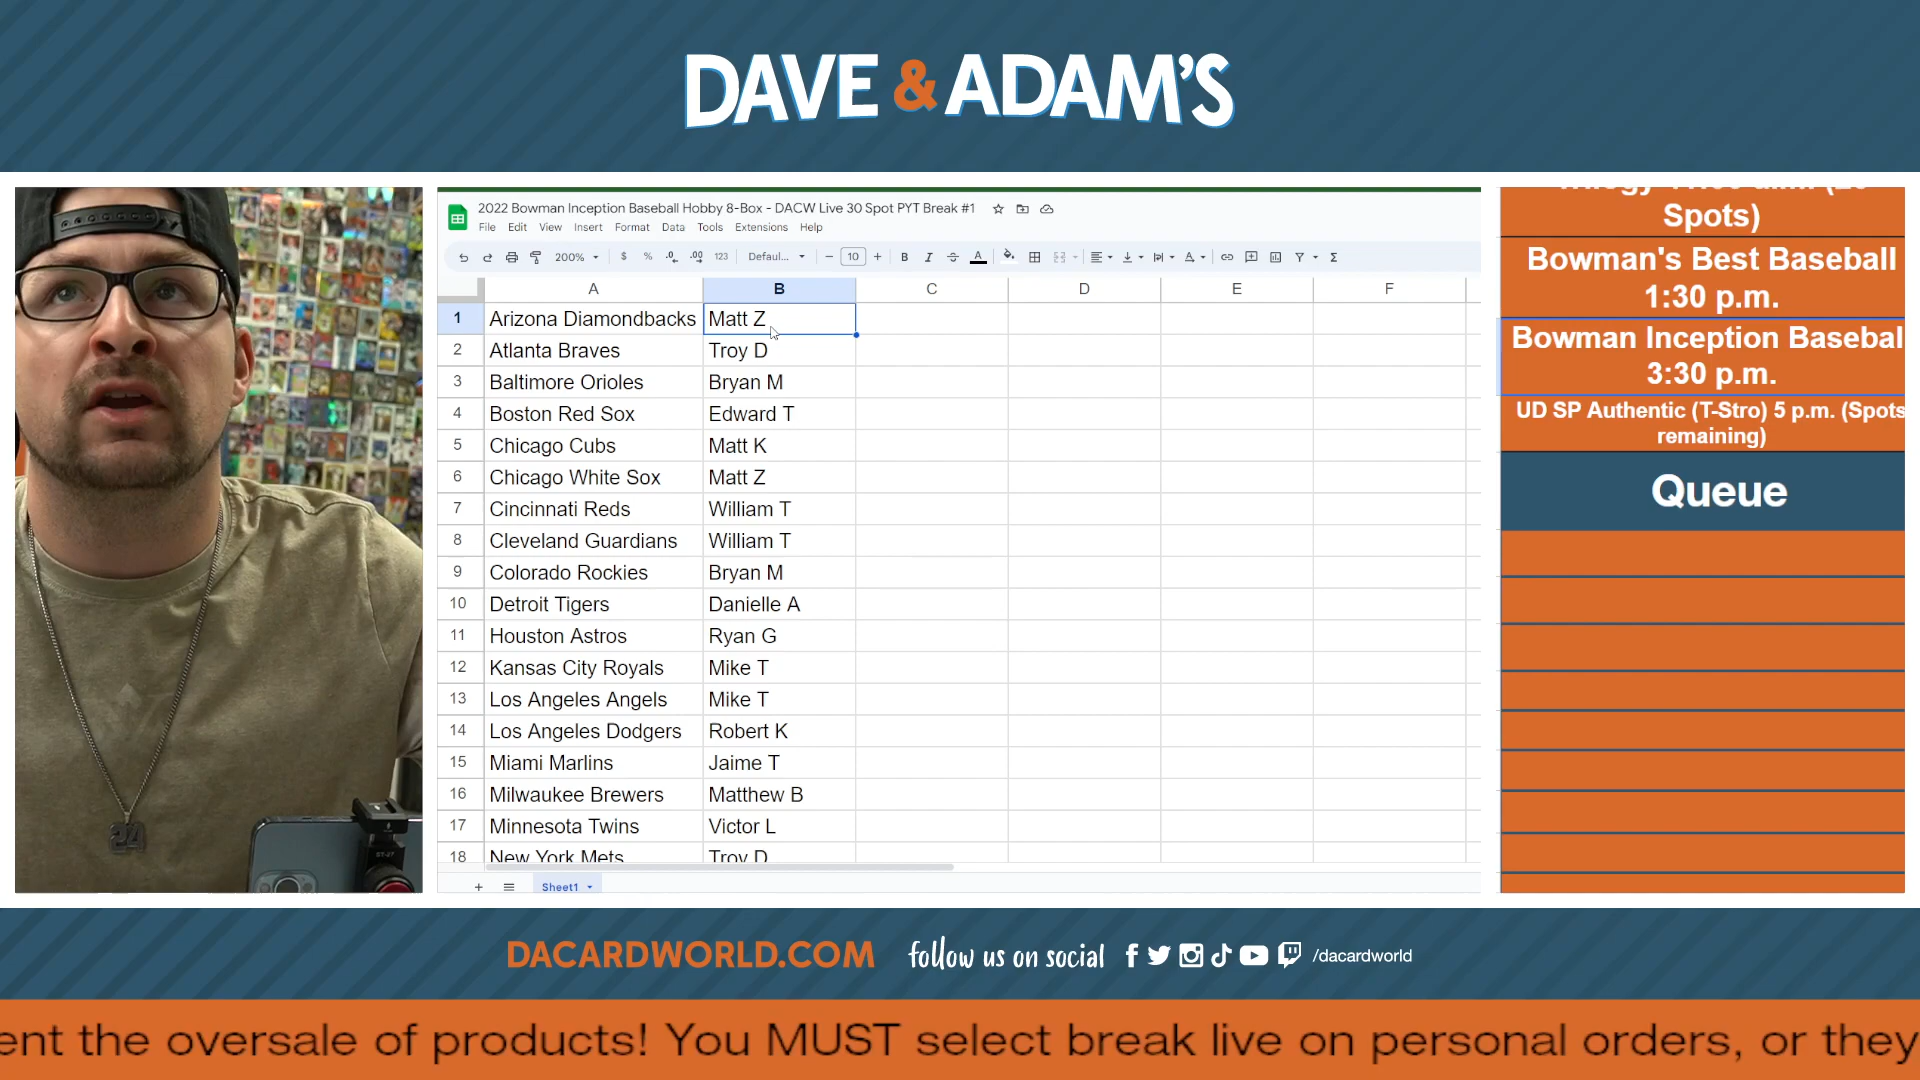 DAVE & ADAM'S
2022 Bowman Inception Baseball Hobby 8-Box - DACW Live 30 Spot PYT Break #1
File Edit View Insert Format Data Tools Extensions Help
200% $ % .0 .00 123 Defaul... - 10 + B I A Σ
A B C D E F
1 Arizona Diamondbacks Matt Z
2 Atlanta Braves Troy D
3 Baltimore Orioles Bryan M
4 Boston Red Sox Edward T
5 Chicago Cubs Matt K
6 Chicago White Sox Matt Z
7 Cincinnati Reds William T
8 Cleveland Guardians William T
9 Colorado Rockies Bryan M
10 Detroit Tigers Danielle A
11 Houston Astros Ryan G
12 Kansas City Royals Mike T
13 Los Angeles Angels Mike T
14 Los Angeles Dodgers Robert K
15 Miami Marlins Jaime T
16 Milwaukee Brewers Matthew B
17 Minnesota Twins Victor L
18 New York Mets Troy D
Sheet1
Spots)
Bowman's Best Baseball
1:30 p.m.
Bowman Inception Basebal
3:30 p.m.
UD SP Authentic (T-Stro) 5 p.m. (Spots
remaining)
Queue
24
DACARDWORLD.COM follow us on social /dacardworld
ent the oversale of products! You MUST select break live on personal orders, or they